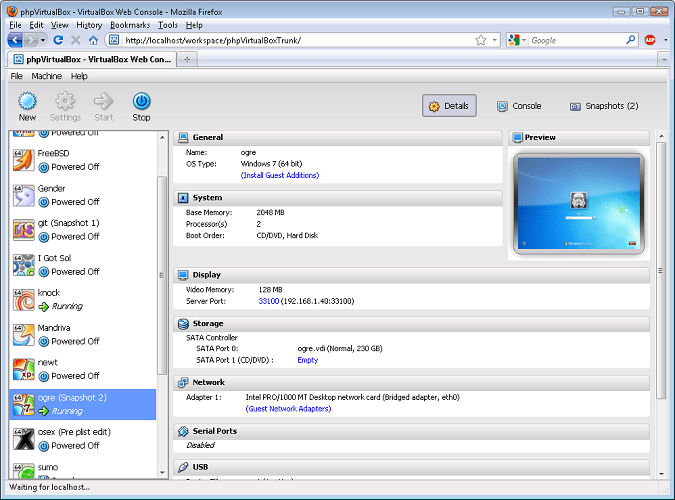 phpVirtualBox - VirtualBox Web Console - Mozilla Firefox
File Edit View History Bookmarks Tools Help
http://localhost/workspace/phpVirtualBoxTrunk/
Google
ABP
phpVirtualBox - VirtualBox Web Con...
File Machine Help
New Settings Start Stop
Details Console Snapshots (2)
Powered Off
FreeBSD
Powered Off
Gender
Powered Off
git (Snapshot 1)
Powered Off
I Got Sol
Powered Off
knock
Running
Mandriva
Powered Off
newt
Powered Off
ogre (Snapshot 2)
Running
osex (Pre plist edit)
Powered Off
sumo
General
Name: ogre
OS Type: Windows 7 (64 bit)
(Install Guest Additions)
Preview
System
Base Memory: 2048 MB
Processor(s) 2
Boot Order: CD/DVD, Hard Disk
Display
Video Memory: 128 MB
Server Port: 33100 (192.168.1.40:33100)
Storage
SATA Controller
SATA Port 0: ogre.vdi (Normal, 230 GB)
SATA Port 1 (CD/DVD) : Empty
Network
Adapter 1: Intel PRO/1000 MT Desktop network card (Bridged adapter, eth0)
(Guest Network Adapters)
Serial Ports
Disabled
USB
Waiting for localhost...